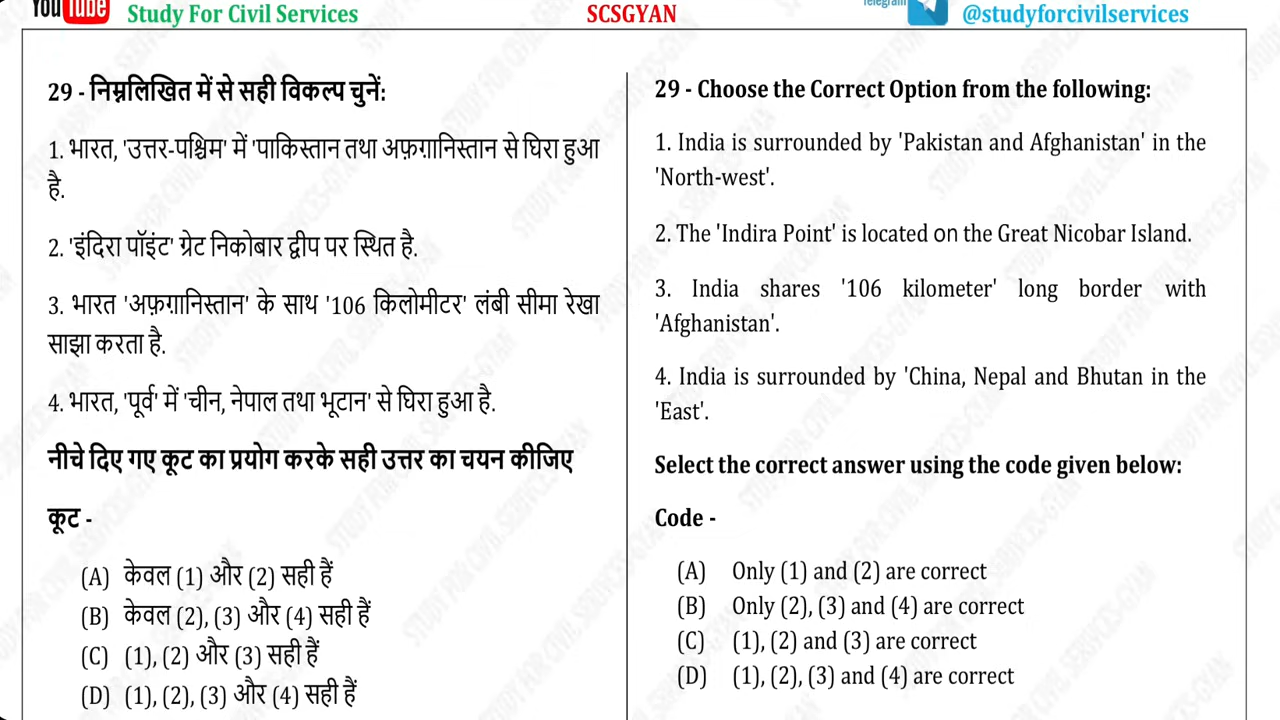 YouTube
Study For Civil Services
SCSGYAN
Telegram
@studyforcivilservices
29 - निम्नलिखित में से सही विकल्प चुनें:
1. भारत, 'उत्तर-पश्चिम' में 'पाकिस्तान तथा अफ़ग़ानिस्तान से घिरा हुआ
है.
2. 'इंदिरा पॉइंट' ग्रेट निकोबार द्वीप पर स्थित है.
3. भारत 'अफ़ग़ानिस्तान' के साथ '106 किलोमीटर' लंबी सीमा रेखा
साझा करता है.
4. भारत, 'पूर्व' में 'चीन, नेपाल तथा भूटान' से घिरा हुआ है.
नीचे दिए गए कूट का प्रयोग करके सही उत्तर का चयन कीजिए
कूट -
(A) केवल (1) और (2) सही हैं
(B) केवल (2), (3) और (4) सही हैं
(C) (1), (2) और (3) सही हैं
(D) (1), (2), (3) और (4) सही हैं
29 - Choose the Correct Option from the following:
1. India is surrounded by 'Pakistan and Afghanistan' in the
'North-west'.
2. The 'Indira Point' is located on the Great Nicobar Island.
3. India shares '106 kilometer' long border with
'Afghanistan'.
4. India is surrounded by 'China, Nepal and Bhutan in the
'East'.
Select the correct answer using the code given below:
Code -
(A) Only (1) and (2) are correct
(B) Only (2), (3) and (4) are correct
(C) (1), (2) and (3) are correct
(D) (1), (2), (3) and (4) are correct